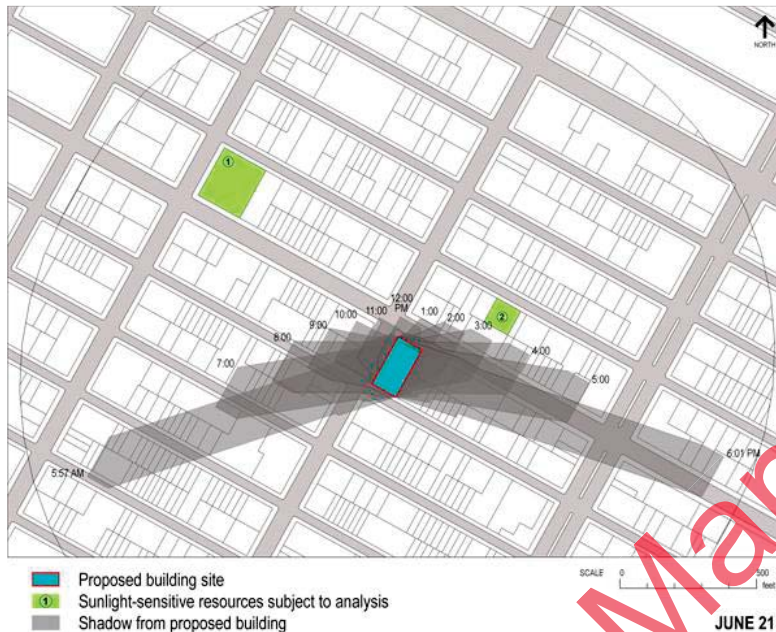 NORTH
①
12:00
PM
11:00
1:00
10:00
2:00
②
9:00
3:00
8:00
4:00
7:00
5:00
6:01 PM
5:57 AM
Proposed building site
① Sunlight-sensitive resources subject to analysis
Shadow from proposed building
SCALE 0 500
feet
JUNE 21